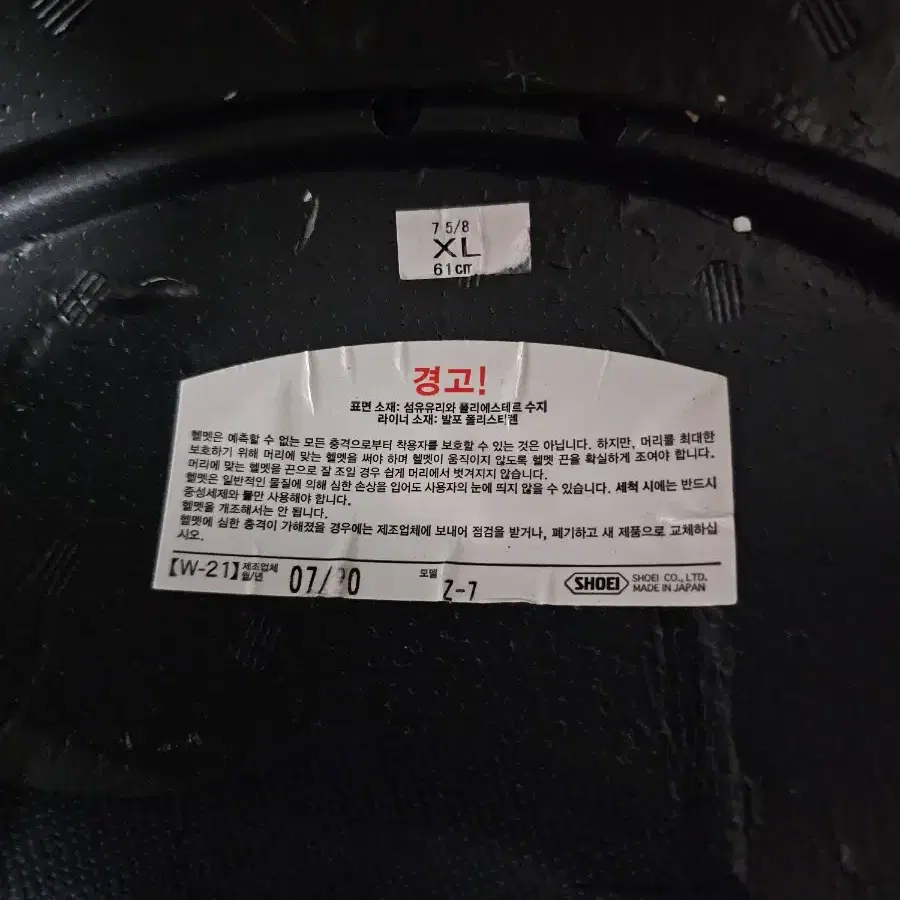 7 5/8
XL
61cm
경고!
표면 소재: 섬유유리와 폴리에스테르 수지
라이너 소재: 발포 폴리스티렌
헬멧은 예측할 수 없는 모든 충격으로부터 착용자를 보호할 수 있는 것은 아닙니다. 하지만, 머리를 최대한
보호하기 위해 머리에 맞는 헬멧을 써야 하며 헬멧이 움직이지 않도록 헬멧 끈을 확실하게 조여야 합니다.
머리에 맞는 헬멧을 끈으로 잘 조일 경우 쉽게 머리에서 벗겨지지 않습니다.
헬멧은 일반적인 물질에 의해 심한 손상을 입어도 사용자의 눈에 띄지 않을 수 있습니다. 세척 시에는 반드시
중성세제와 물만 사용해야 합니다.
헬멧을 개조해서는 안 됩니다.
헬멧에 심한 충격이 가해졌을 경우에는 제조업체에 보내어 점검을 받거나, 폐기하고 새 제품으로 교체하십
시오.
【W-21】 제조업체 월/년 07/ 모델 Z-7 SHOEI SHOEI CO., LTD.
MADE IN JAPAN